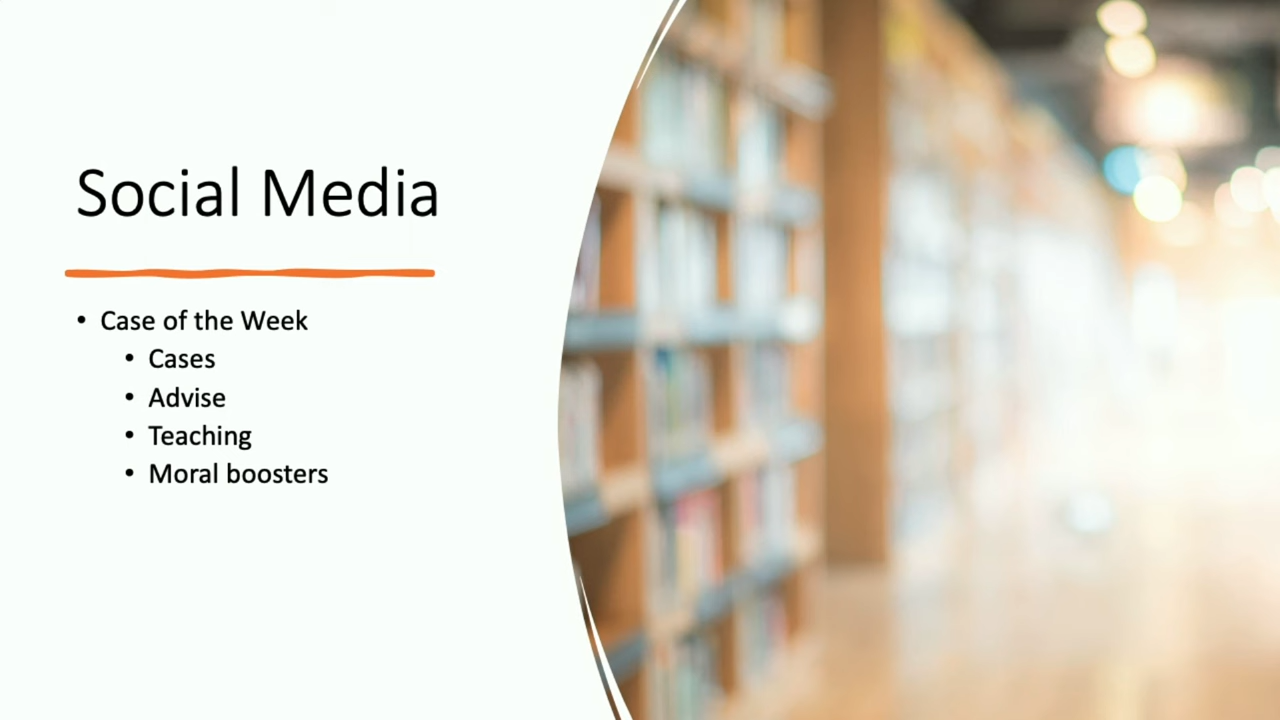 Social Media
• Case of the Week
• Cases
• Advise
• Teaching
• Moral boosters